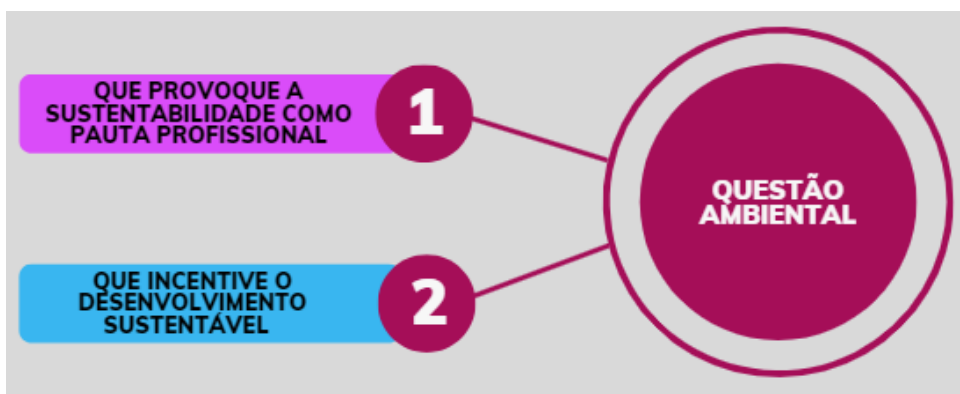 QUE PROVOQUE A
SUSTENTABILIDADE COMO
PAUTA PROFISSIONAL
1
QUESTÃO
AMBIENTAL
QUE INCENTIVE O
DESENVOLVIMENTO
SUSTENTÁVEL
2